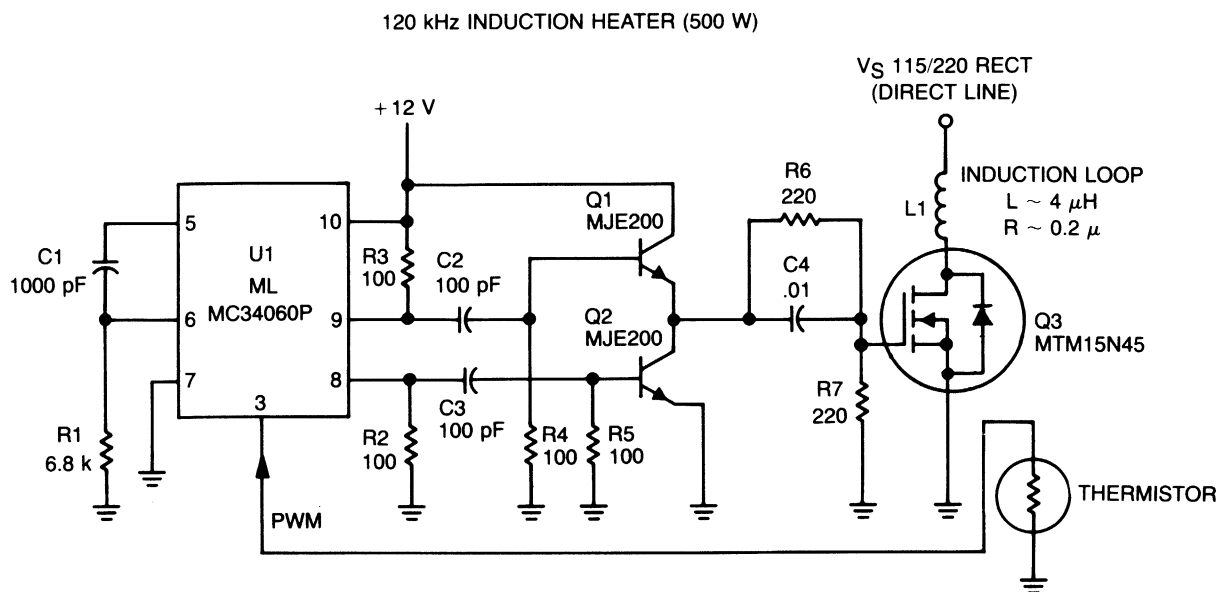 120 kHz INDUCTION HEATER (500 W)
VS 115/220 RECT
(DIRECT LINE)
+ 12 V
R6
220
INDUCTION LOOP
L ~ 4 μH
R ~ 0.2 μ
L1
Q1
MJE200
5
10
C1
1000 pF
U1
ML
MC34060P
R3
100
C2
100 pF
C4
.01
6
9
Q2
MJE200
Q3
MTM15N45
7
8
3
C3
100 pF
R7
220
R1
6.8 k
R2
100
R4
100
R5
100
THERMISTOR
PWM